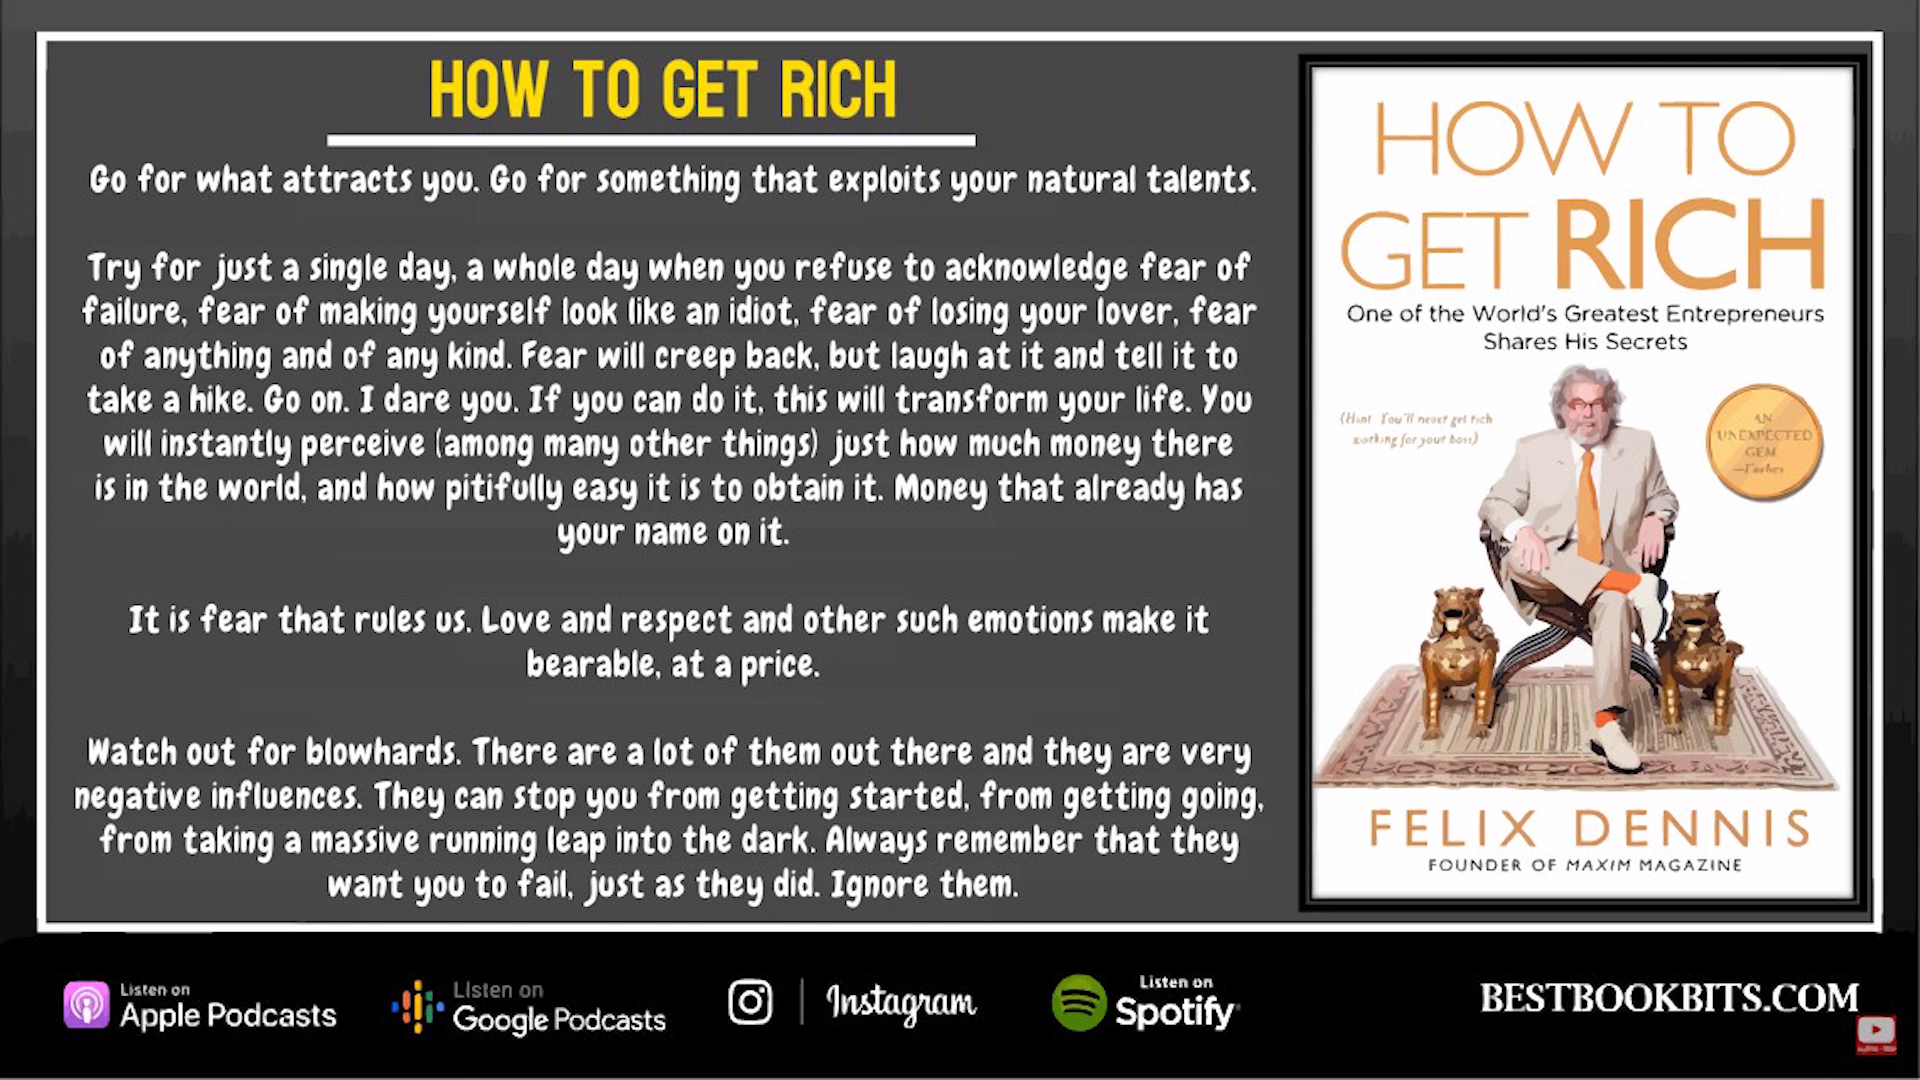 HOW TO GET RICH
Go for what attracts you. Go for something that exploits your natural talents.
Try for just a single day, a whole day when you refuse to acknowledge fear of
failure, fear of making yourself look like an idiot, fear of losing your lover, fear
of anything and of any kind. Fear will creep back, but laugh at it and tell it to
take a hike. Go on. I dare you. If you can do it, this will transform your life. You
will instantly perceive (among many other things) just how much money there
is in the world, and how pitifully easy it is to obtain it. Money that already has
your name on it.
It is fear that rules us. Love and respect and other such emotions make it
bearable, at a price.
Watch out for blowhards. There are a lot of them out there and they are very
negative influences. They can stop you from getting started, from getting going,
from taking a massive running leap into the dark. Always remember that they
want you to fail, just as they did. Ignore them.
HOW TO
GET RICH
One of the World's Greatest Entrepreneurs
Shares His Secrets
(Hint You'll never get rich
working for your boss)
AN
UNEXPECTED
GEM
—Forbes
FELIX DENNIS
FOUNDER OF MAXIM MAGAZINE
Listen on
Apple Podcasts
Listen on
Google Podcasts
Instagram
Listen on
Spotify
BESTBOOKBITS.COM